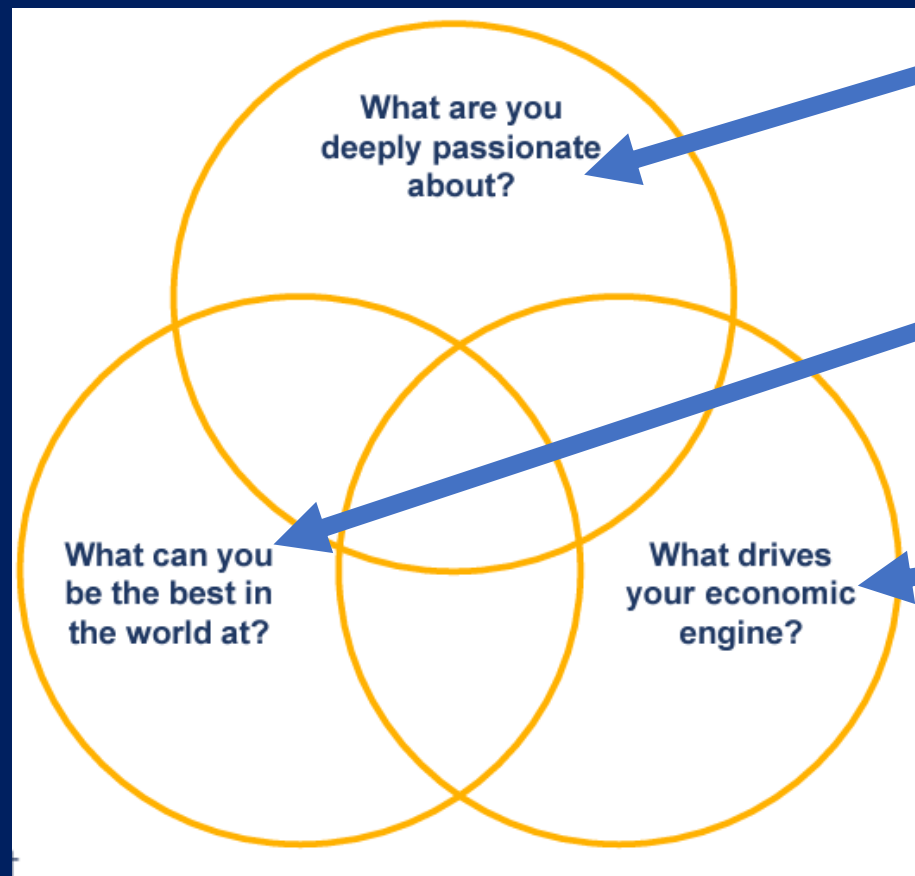 What are you
deeply passionate
about?
What can you
be the best in
the world at?
What drives
your economic
engine?